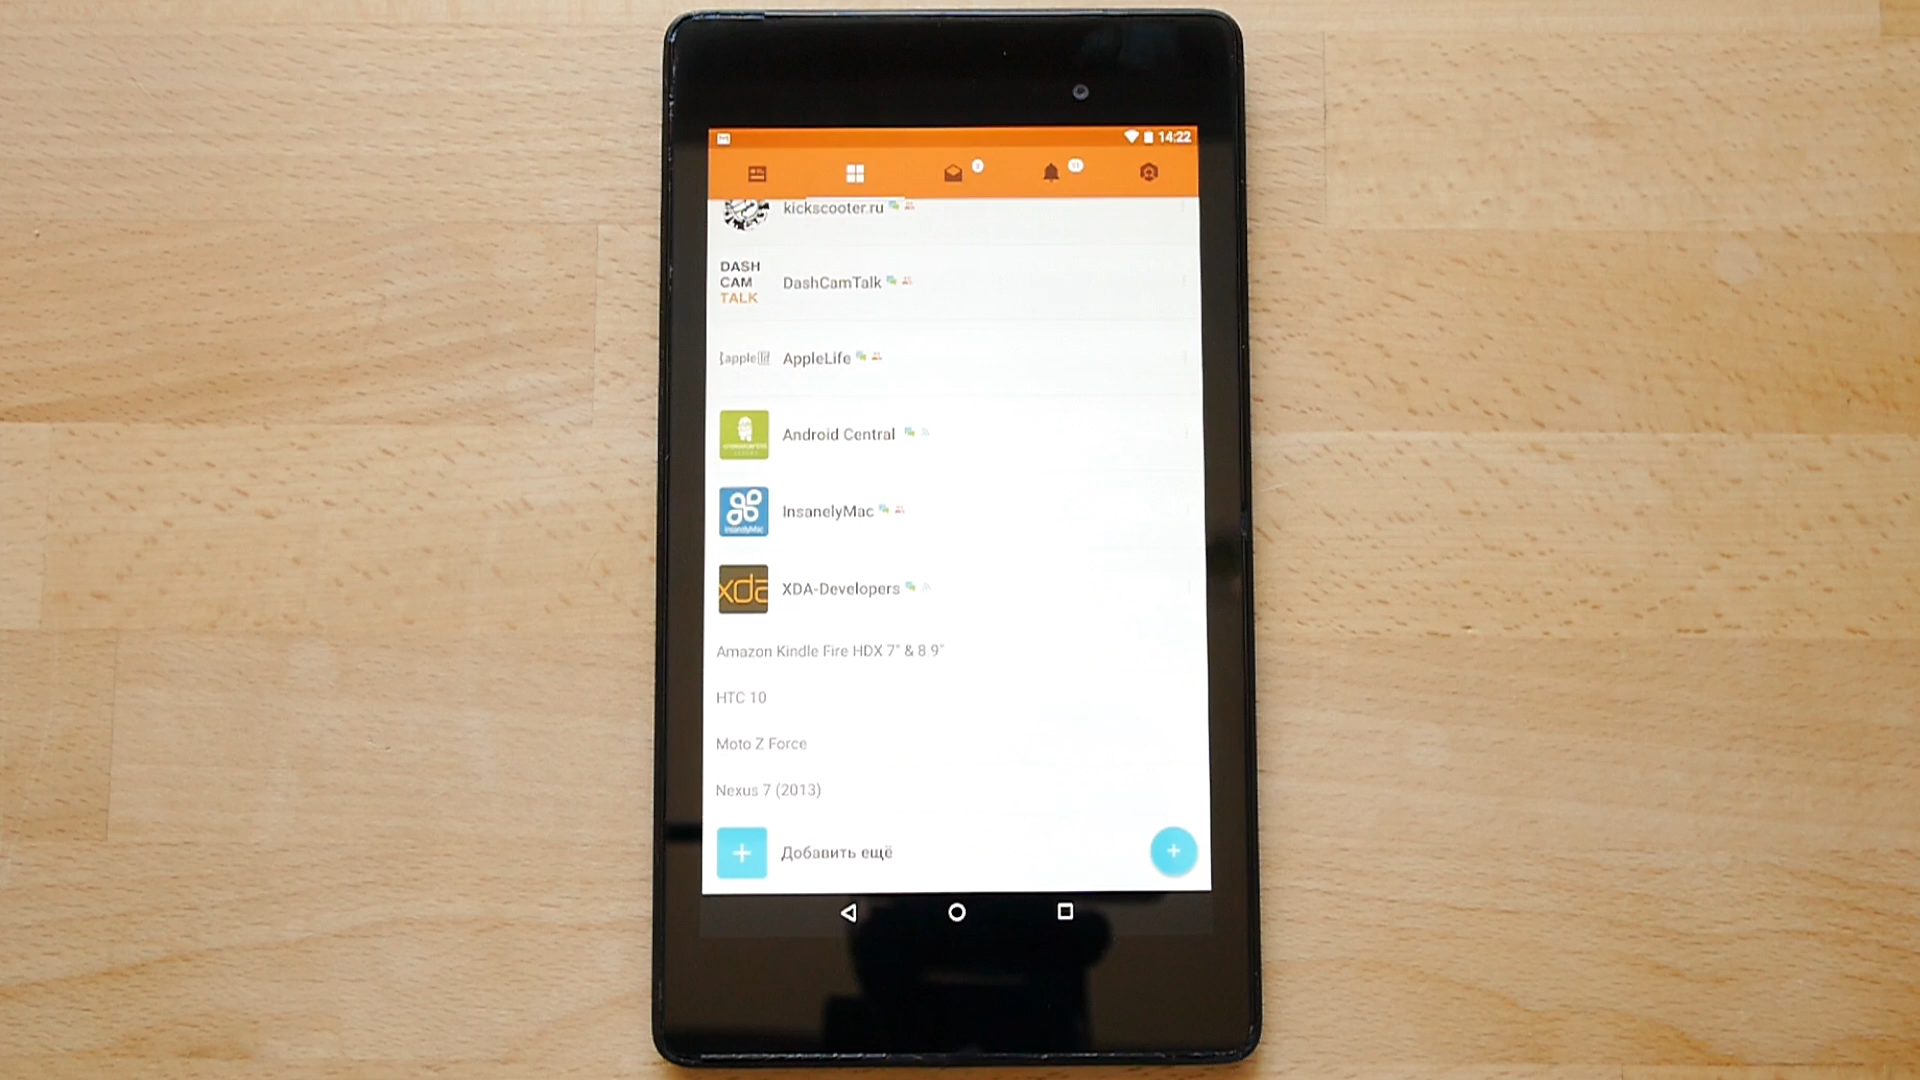 14:22
kickscooter.ru
DASH
CAM
TALK
DashCamTalk
AppleLife
Android Central
InsanelyMac
InsanelyMac
xda
XDA-Developers
Amazon Kindle Fire HDX 7" & 8.9"
HTC 10
Moto Z Force
Nexus 7 (2013)
Добавить ещё